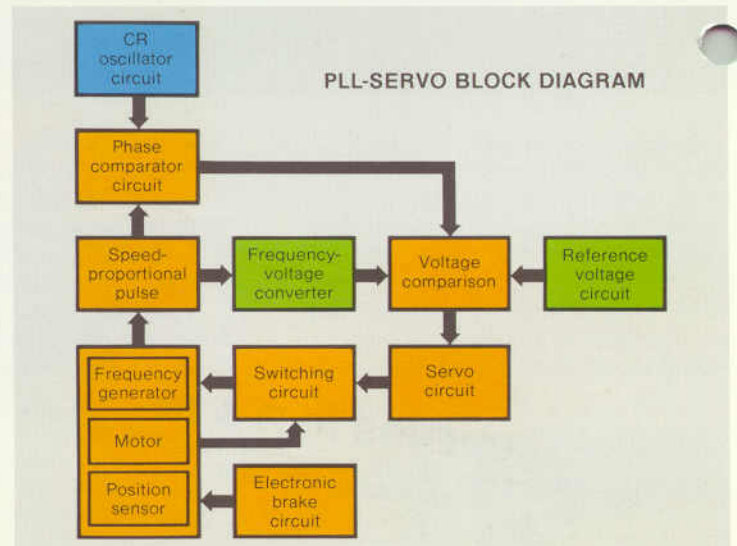 CR
oscillator
circuit
PLL-SERVO BLOCK DIAGRAM
Phase
comparator
circuit
Speed-
proportional
pulse
Frequency-
voltage
converter
Voltage
comparison
Reference
voltage
circuit
Frequency
generator
Switching
circuit
Servo
circuit
Motor
Position
sensor
Electronic
brake
circuit